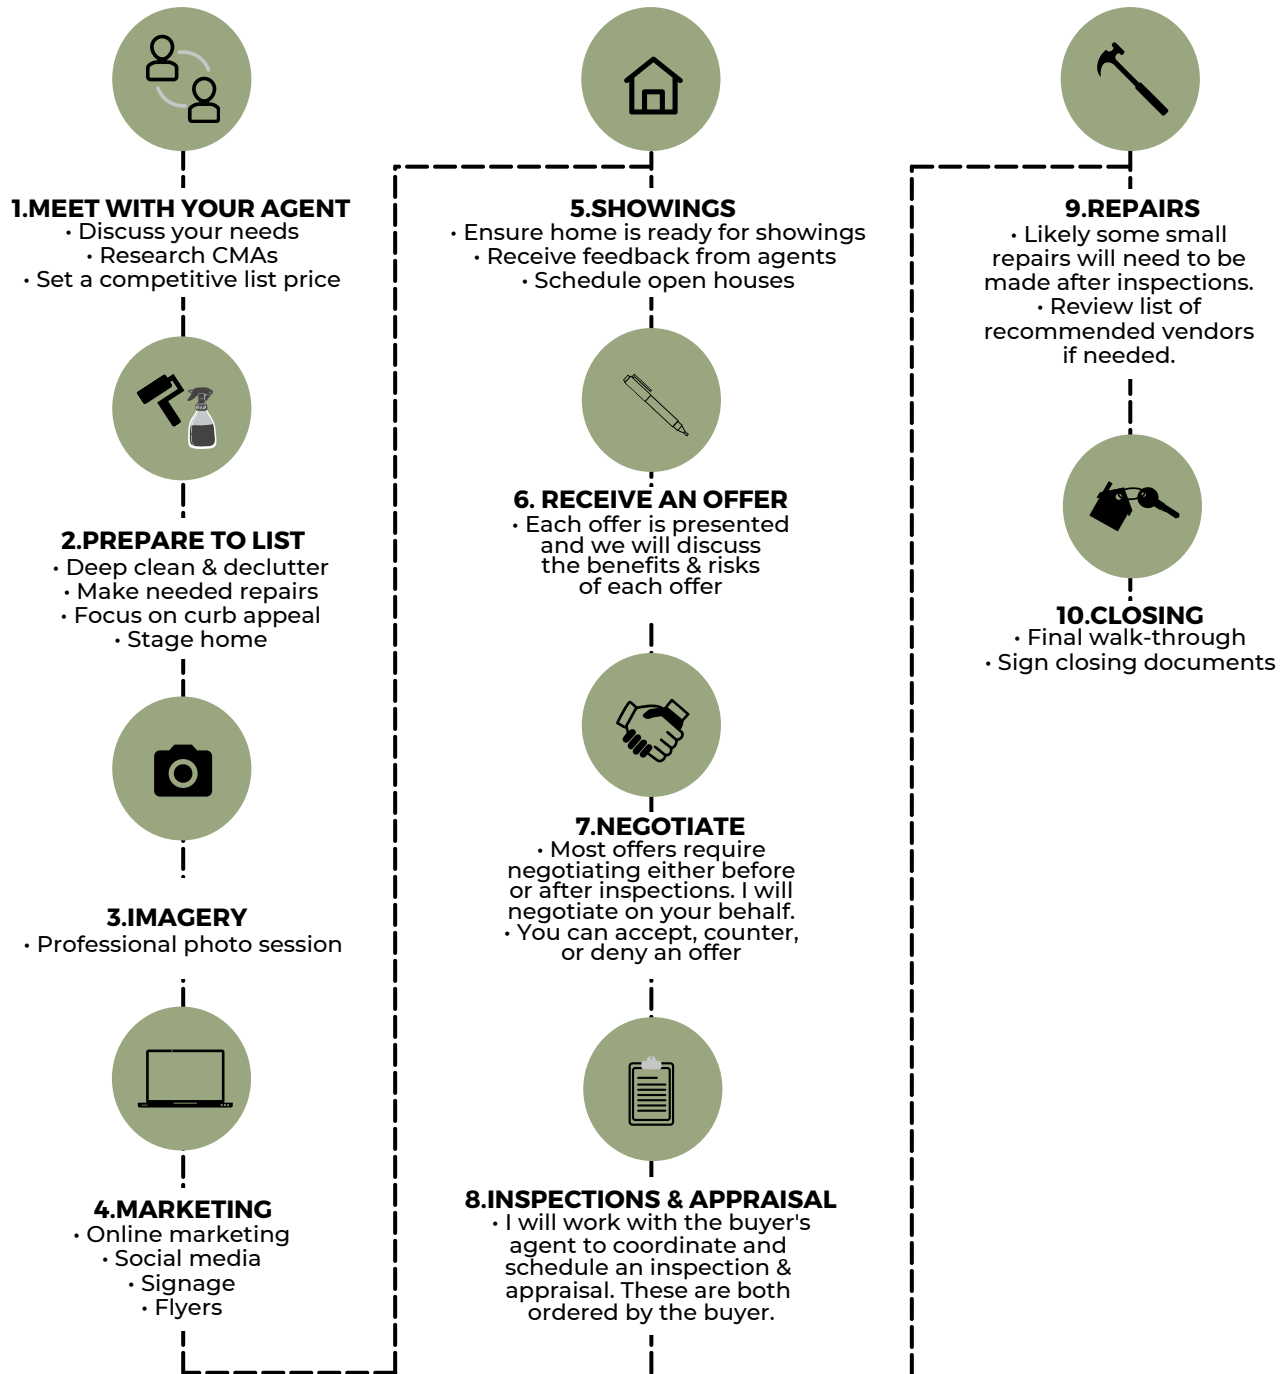 1.MEET WITH YOUR AGENT
· Discuss your needs
· Research CMAs
· Set a competitive list price
2.PREPARE TO LIST
· Deep clean & declutter
· Make needed repairs
· Focus on curb appeal
· Stage home
3.IMAGERY
· Professional photo session
4.MARKETING
· Online marketing
· Social media
· Signage
· Flyers
5.SHOWINGS
· Ensure home is ready for showings
· Receive feedback from agents
· Schedule open houses
6. RECEIVE AN OFFER
· Each offer is presented
and we will discuss
the benefits & risks
of each offer
7.NEGOTIATE
· Most offers require
negotiating either before
or after inspections. I will
negotiate on your behalf.
· You can accept, counter,
or deny an offer
8.INSPECTIONS & APPRAISAL
· I will work with the buyer's
agent to coordinate and
schedule an inspection &
appraisal. These are both
ordered by the buyer.
9.REPAIRS
· Likely some small
repairs will need to be
made after inspections.
· Review list of
recommended vendors
if needed.
10.CLOSING
· Final walk-through
· Sign closing documents